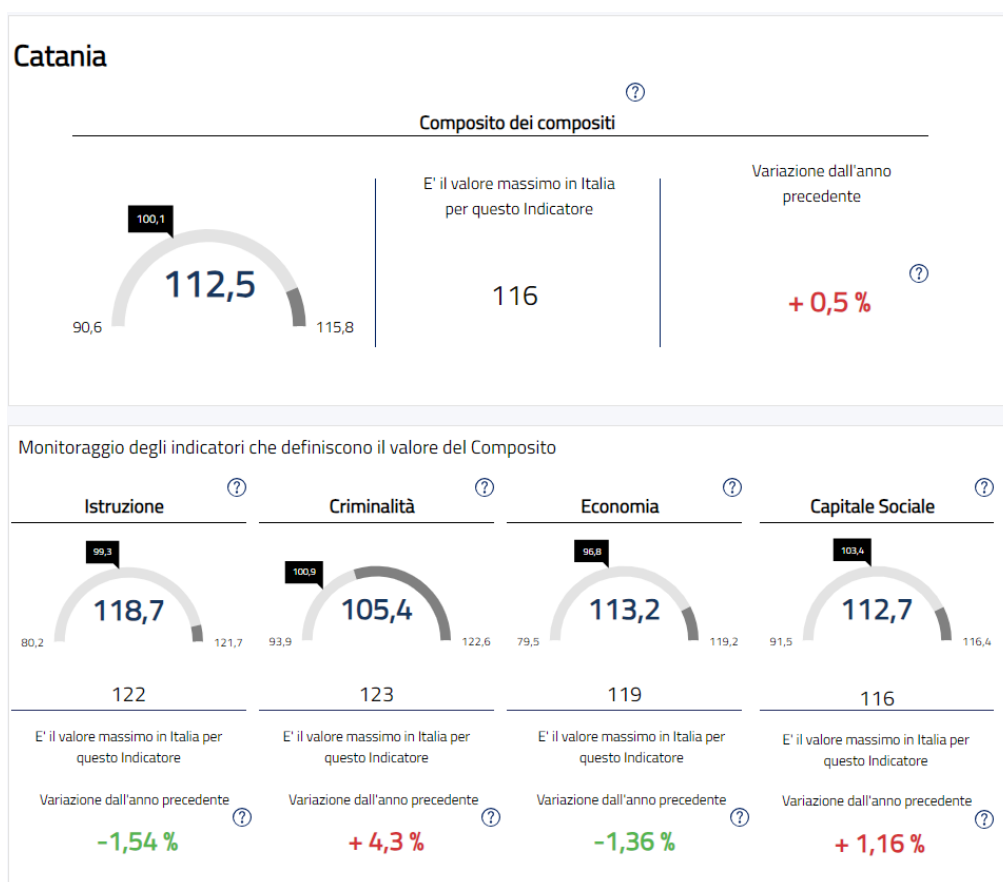 Catania
?
Composito dei compositi
E' il valore massimo in Italia
per questo Indicatore
Variazione dall'anno
precedente
100,1
112,5
90,6
115,8
116
?
+ 0,5 %
Monitoraggio degli indicatori che definiscono il valore del Composito
?
Istruzione
99,3
118,7
80,2
121,7
122
E' il valore massimo in Italia per
questo Indicatore
Variazione dall'anno precedente
?
-1,54 %
?
Criminalità
100,9
105,4
93,9
122,6
123
E' il valore massimo in Italia per
questo Indicatore
Variazione dall'anno precedente
?
+ 4,3 %
?
Economia
96,8
113,2
79,5
119,2
119
E' il valore massimo in Italia per
questo Indicatore
Variazione dall'anno precedente
?
-1,36 %
?
Capitale Sociale
103,4
112,7
91,5
116,4
116
E' il valore massimo in Italia per
questo Indicatore
Variazione dall'anno precedente
?
+ 1,16 %